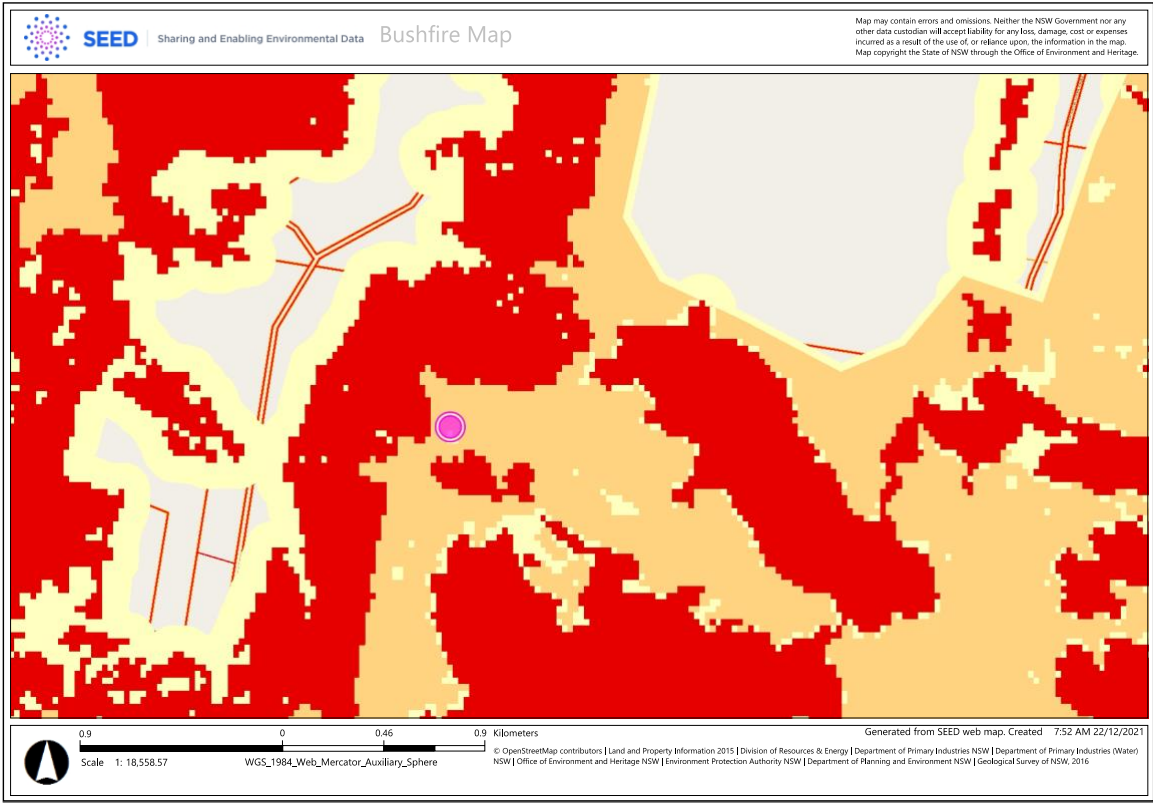 SEED Sharing and Enabling Environmental Data Bushfire Map
Map may contain errors and omissions. Neither the NSW Government nor any
other data custodian will accept liability for any loss, damage, cost or expenses
incurred as a result of the use of, or reliance upon, the information in the map.
Map copyright the State of NSW through the Office of Environment and Heritage.
0.9 0 0.46 0.9 Kilometers
Generated from SEED web map. Created 7:52 AM 22/12/2021
Scale 1: 18,558.57 WGS_1984_Web_Mercator_Auxiliary_Sphere
© OpenStreetMap contributors | Land and Property Information 2015 | Division of Resources & Energy | Department of Primary Industries NSW | Department of Primary Industries (Water)
NSW | Office of Environment and Heritage NSW | Environment Protection Authority NSW | Department of Planning and Environment NSW | Geological Survey of NSW, 2016